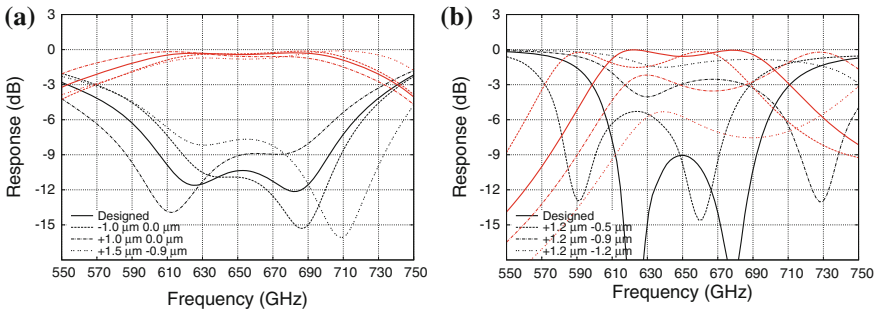 (a)
Response (dB)
3
0
-3
-6
-9
-12
-15
Designed
-1.0 µm 0.0 µm
+1.0 µm 0.0 µm
+1.5 µm -0.9 µm
550 570 590 610 630 650 670 690 710 730 750
Frequency (GHz)
(b)
Response (dB)
3
0
-3
-6
-9
-12
-15
Designed
+1.2 µm -0.5 µm
+1.2 µm -0.9 µm
+1.2 µm -1.2 µm
550 570 590 610 630 650 670 690 710 730 750
Frequency (GHz)